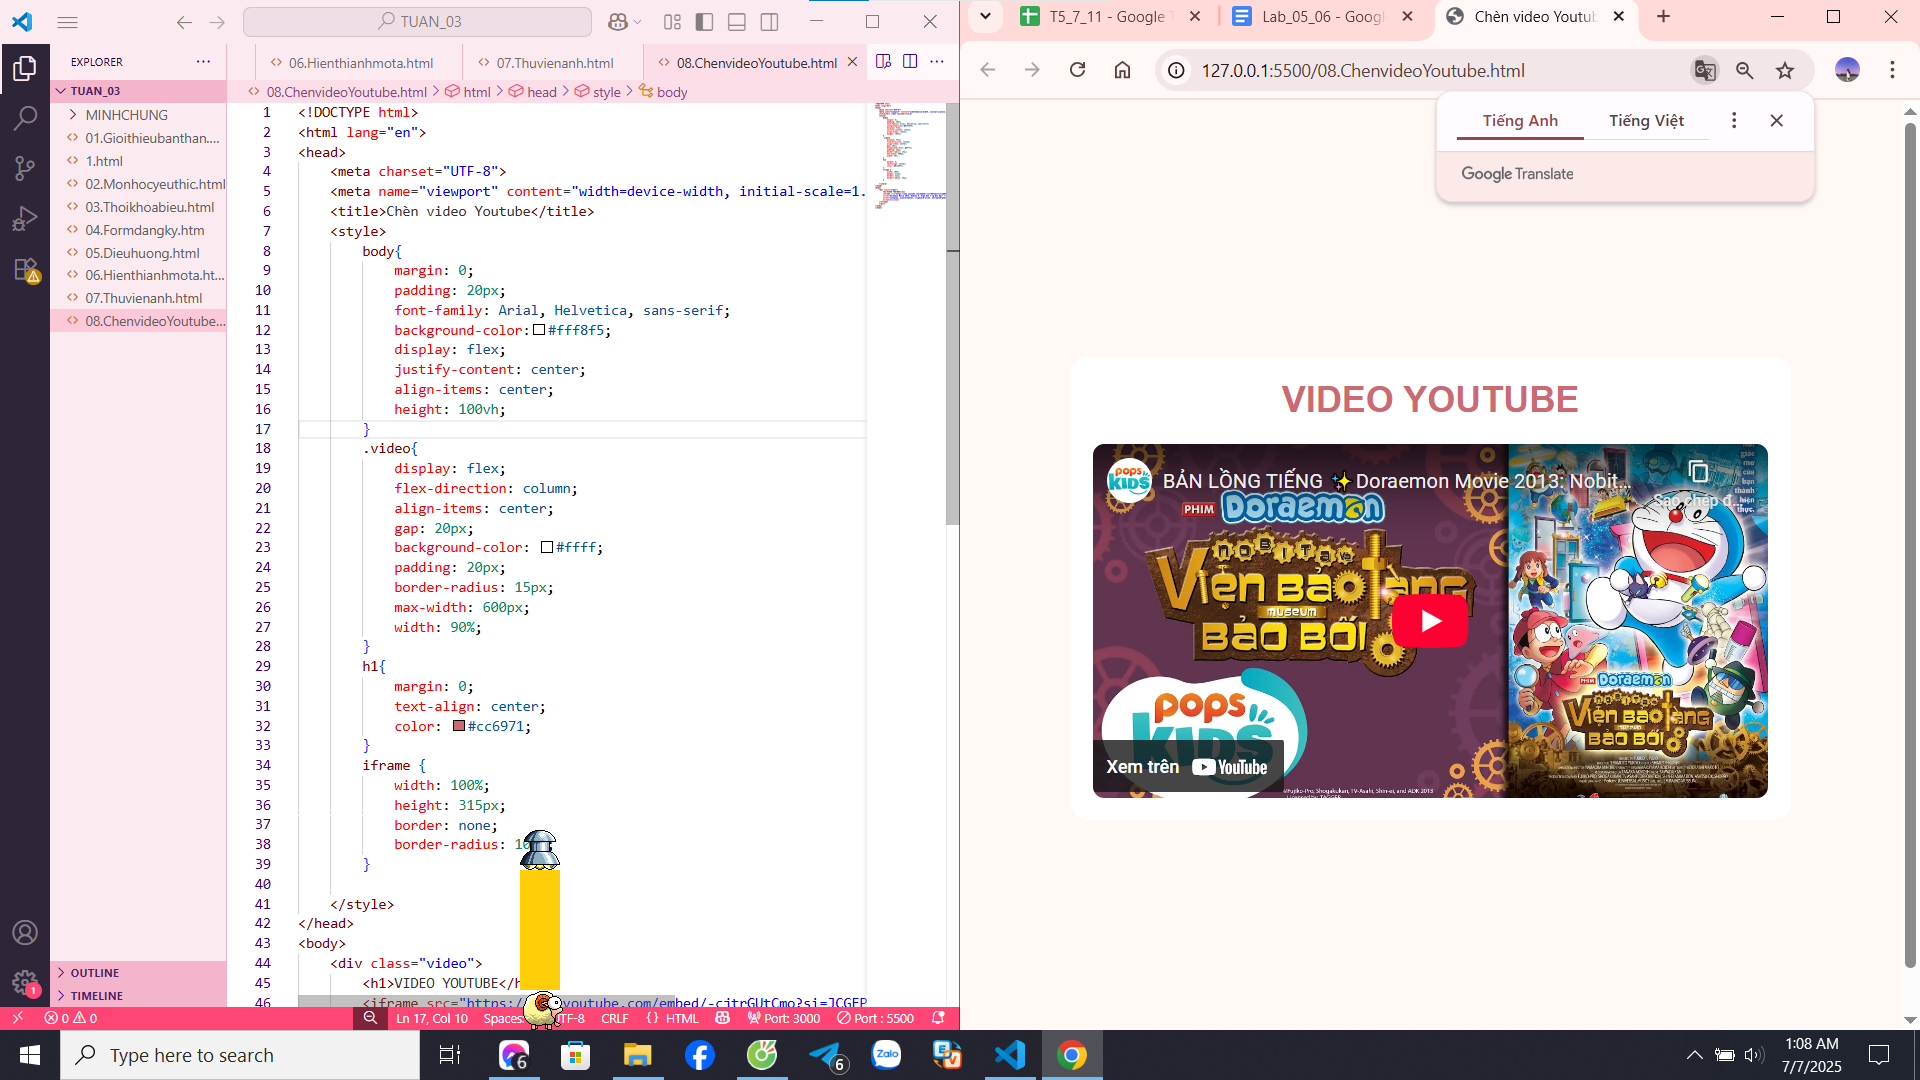 TUAN_03
EXPLORER
TUAN_03
MINHCHUNG
01.Gioithieubanthan....
1.html
02.Monhocyeuthic.html
03.Thoikhoabieu.html
04.Formdangky.htm
05.Dieuhuong.html
06.Hienthianhmota.ht...
07.Thuvienanh.html
08.ChenvideoYoutube...
OUTLINE
TIMELINE
06.Hienthianhmota.html
07.Thuvienanh.html
08.ChenvideoYoutube.html
08.ChenvideoYoutube.html > html > head > style > body
1 <!DOCTYPE html>
2 <html lang="en">
3 <head>
4 <meta charset="UTF-8">
5 <meta name="viewport" content="width=device-width, initial-scale=1.
6 <title>Chèn video Youtube</title>
7 <style>
8 body{
9 margin: 0;
10 padding: 20px;
11 font-family: Arial, Helvetica, sans-serif;
12 background-color: #fff8f5;
13 display: flex;
14 justify-content: center;
15 align-items: center;
16 height: 100vh;
17 }
18 .video{
19 display: flex;
20 flex-direction: column;
21 align-items: center;
22 gap: 20px;
23 background-color: #ffff;
24 padding: 20px;
25 border-radius: 15px;
26 max-width: 600px;
27 width: 90%;
28 }
29 h1{
30 margin: 0;
31 text-align: center;
32 color: #cc6971;
33 }
34 iframe {
35 width: 100%;
36 height: 315px;
37 border: none;
38 border-radius: 
39 }
40
41 </style>
42 </head>
43 <body>
44 <div class="video">
45 <h1>VIDEO YOUTUBE</h
46 <iframe src="https:// youtube.com/embed/-cjtrGUtCmo?si=JCGEP
0 0
Ln 17, Col 10
Spaces:
UTF-8
CRLF
{ } HTML
Port: 3000
Port : 5500
T5_7_11 - Google T
Lab_05_06 - Googl
Chèn video Youtub
127.0.0.1:5500/08.ChenvideoYoutube.html
Tiếng Anh
Tiếng Việt
Google Translate
VIDEO YOUTUBE
pops KIDS
BẢN LỒNG TIẾNG ✨ Doraemon Movie 2013: Nobit...
Sao chép đ...
PHIM Doraemon
NOBITA
Viện Bảo Tàng
museum
BẢO BỐI
pops
KIDS
Xem trên YouTube
PHIM Doraemon
Viện Bảo Tàng
BẢO BỐI
Type here to search
6
6
Zalo
1:08 AM
7/7/2025
1